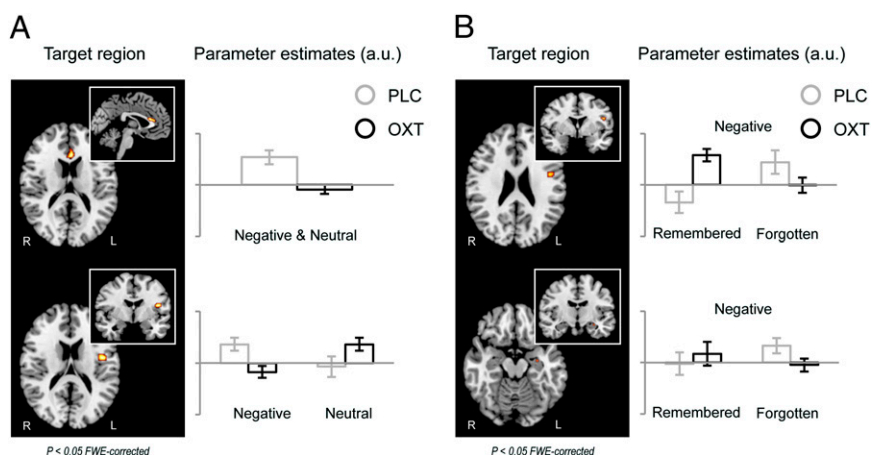 A
Target region
Parameter estimates (a.u.)
PLC
OXT
R
L
Negative & Neutral
R
L
Negative
Neutral
P < 0.05 FWE-corrected
B
Target region
Parameter estimates (a.u.)
PLC
OXT
Negative
R
L
Remembered
Forgotten
Negative
R
L
Remembered
Forgotten
P < 0.05 FWE-corrected